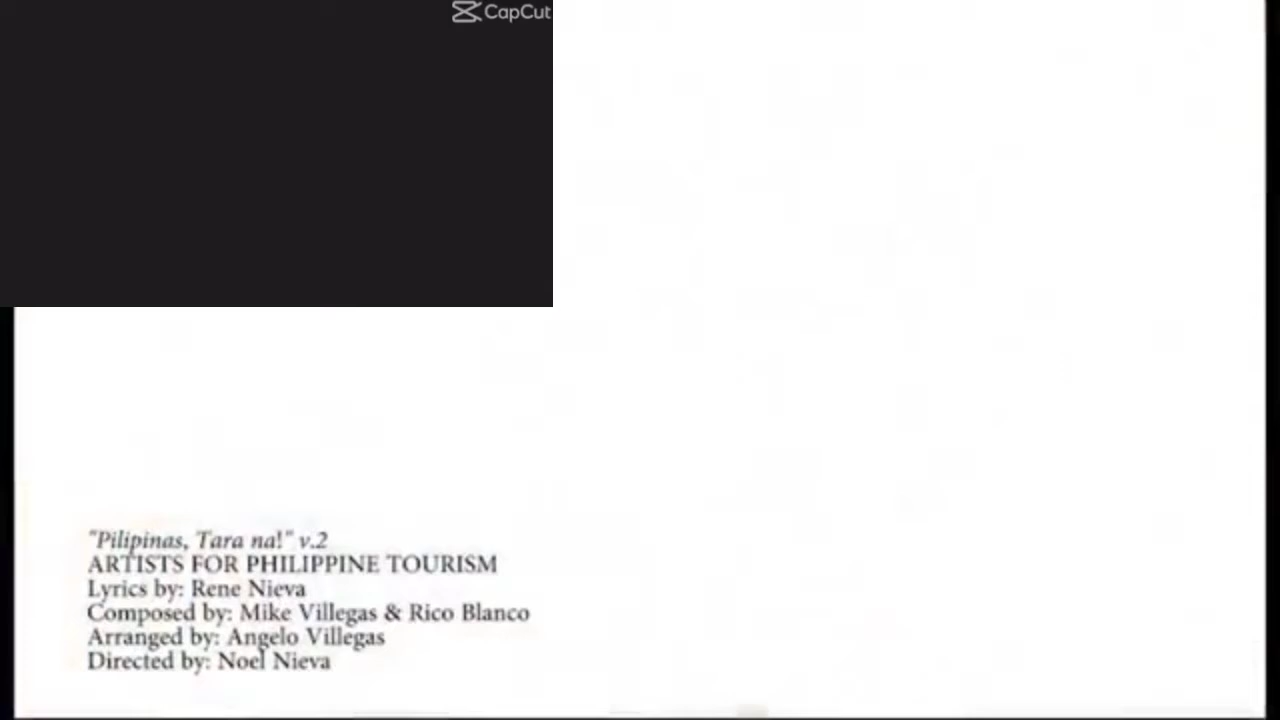 CapCut
"Pilipinas, Tara na!" v.2
ARTISTS FOR PHILIPPINE TOURISM
Lyrics by: Rene Nieva
Composed by: Mike Villegas & Rico Blanco
Arranged by: Angelo Villegas
Directed by: Noel Nieva